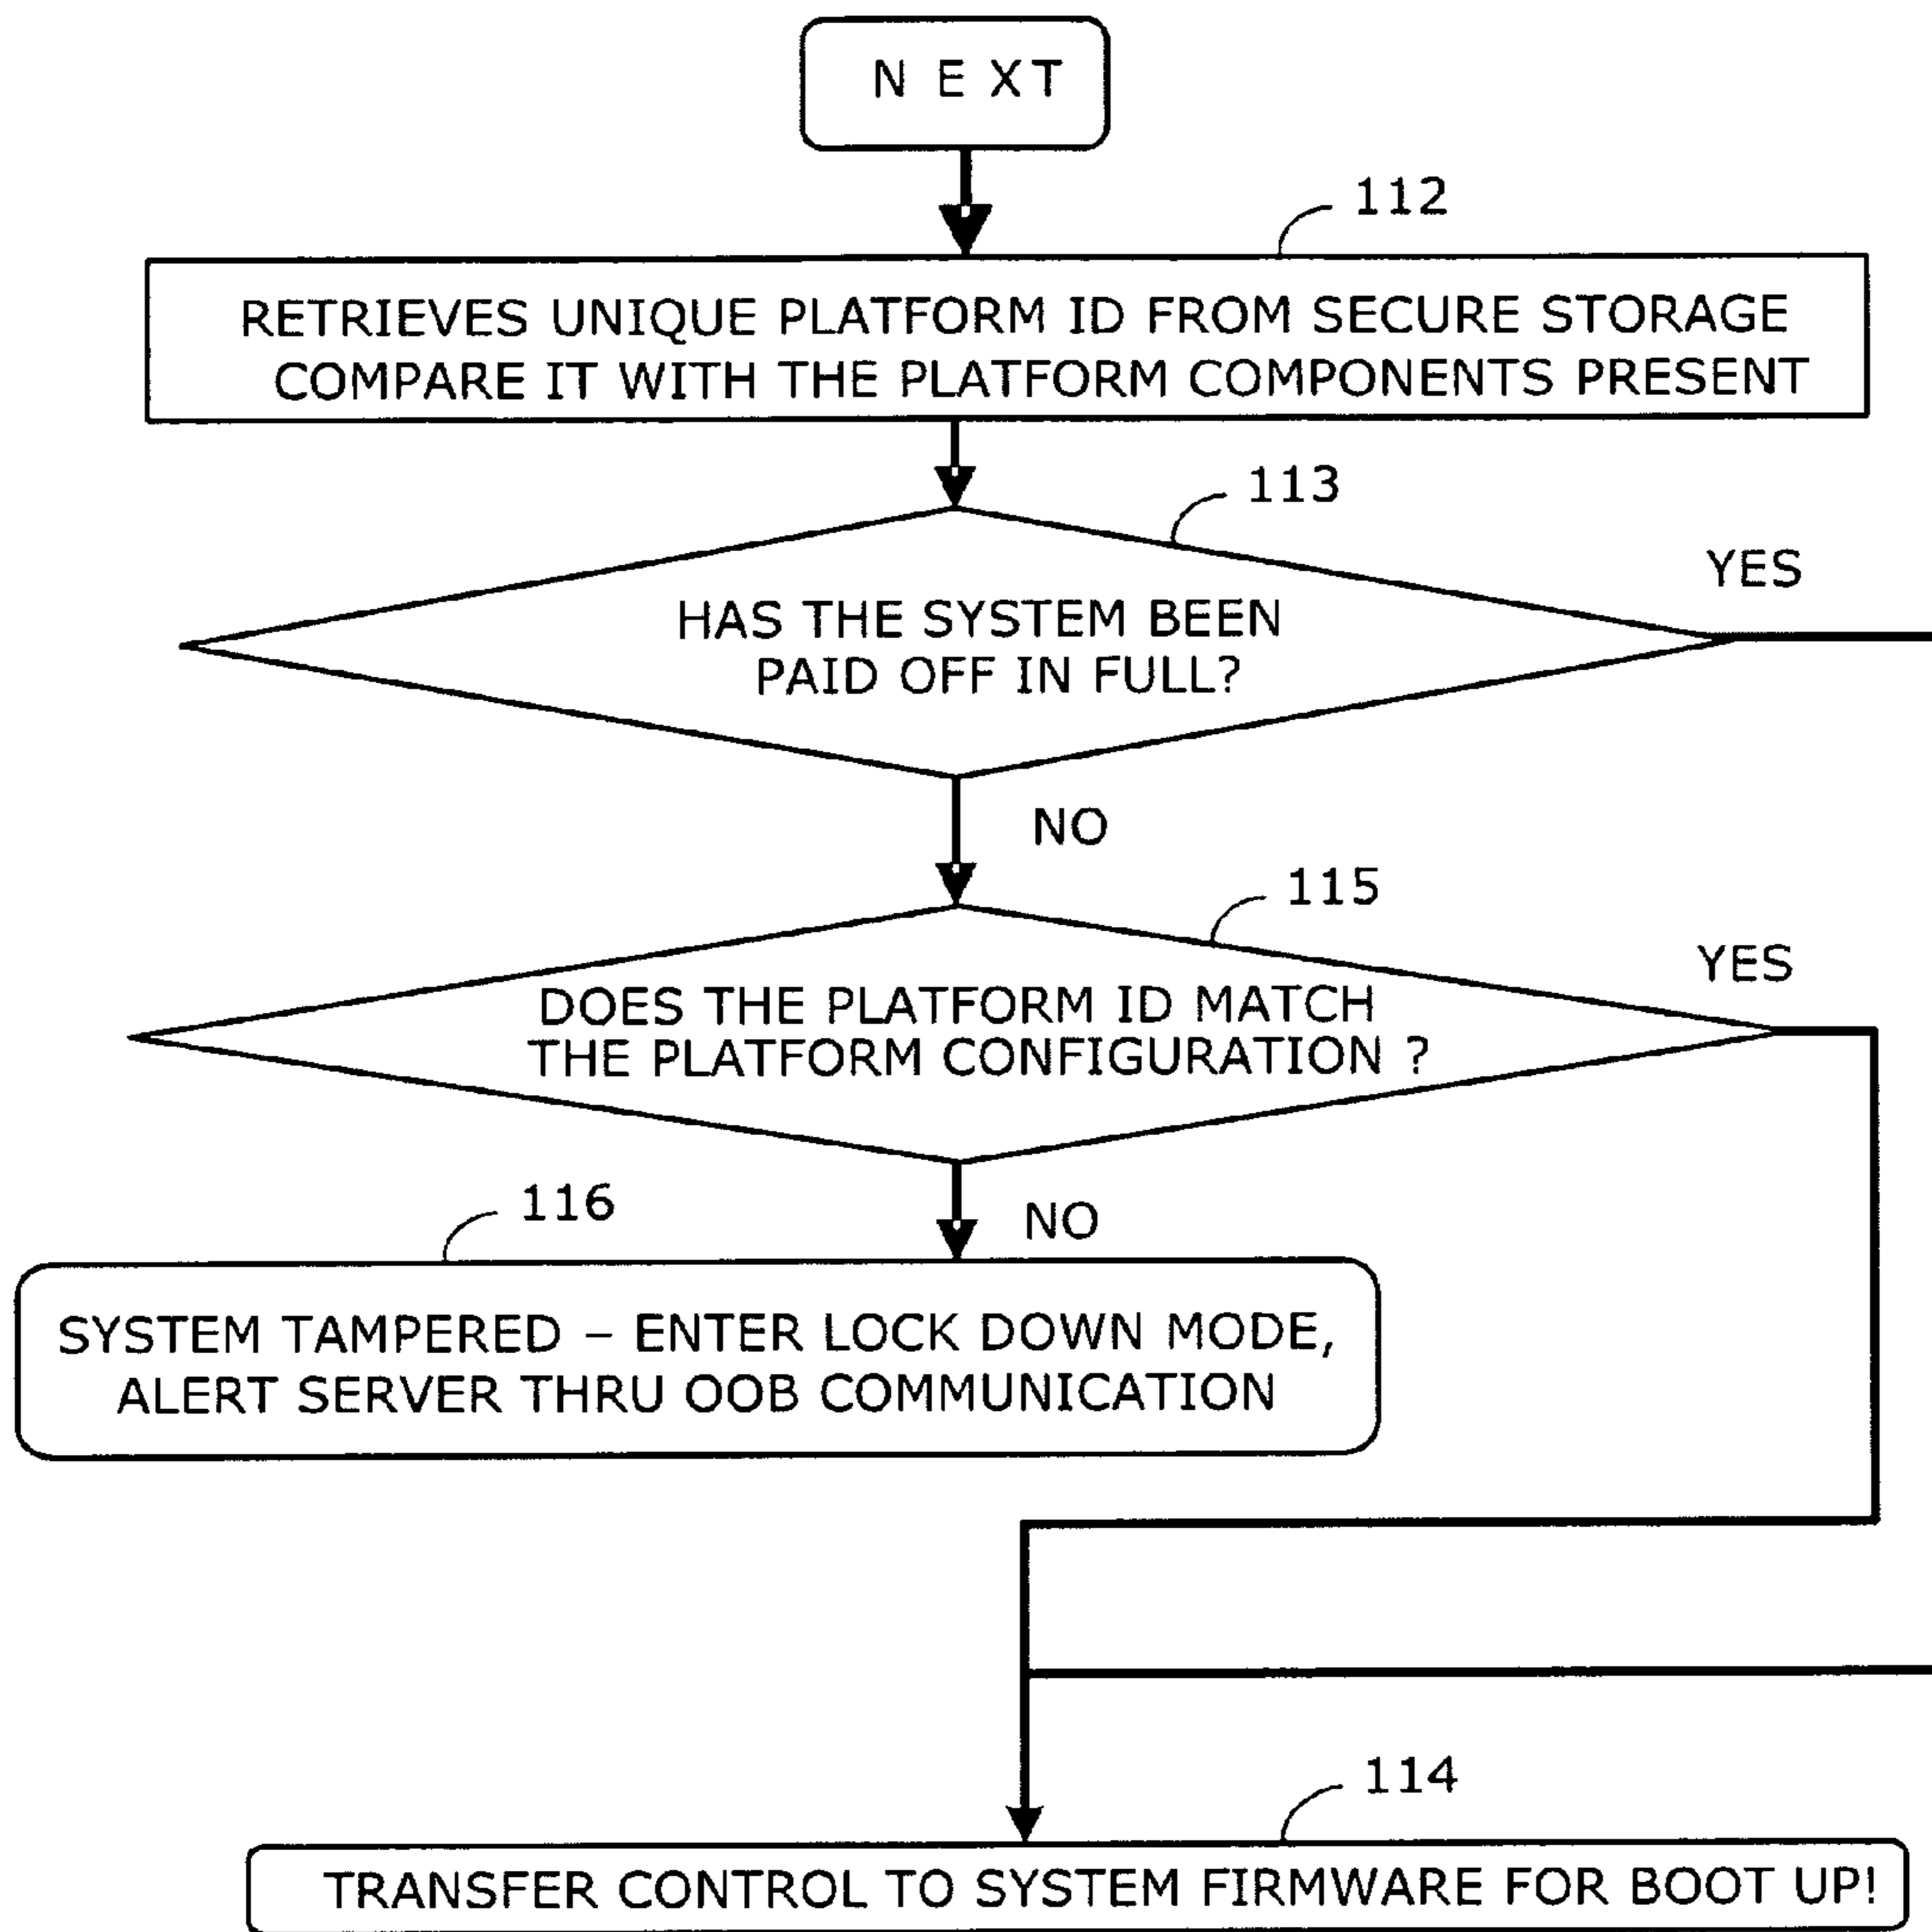 N E X T
112
RETRIEVES UNIQUE PLATFORM ID FROM SECURE STORAGE
COMPARE IT WITH THE PLATFORM COMPONENTS PRESENT
113
YES
HAS THE SYSTEM BEEN
PAID OFF IN FULL?
NO
115
YES
DOES THE PLATFORM ID MATCH
THE PLATFORM CONFIGURATION ?
116
NO
SYSTEM TAMPERED – ENTER LOCK DOWN MODE,
ALERT SERVER THRU OOB COMMUNICATION
114
TRANSFER CONTROL TO SYSTEM FIRMWARE FOR BOOT UP!